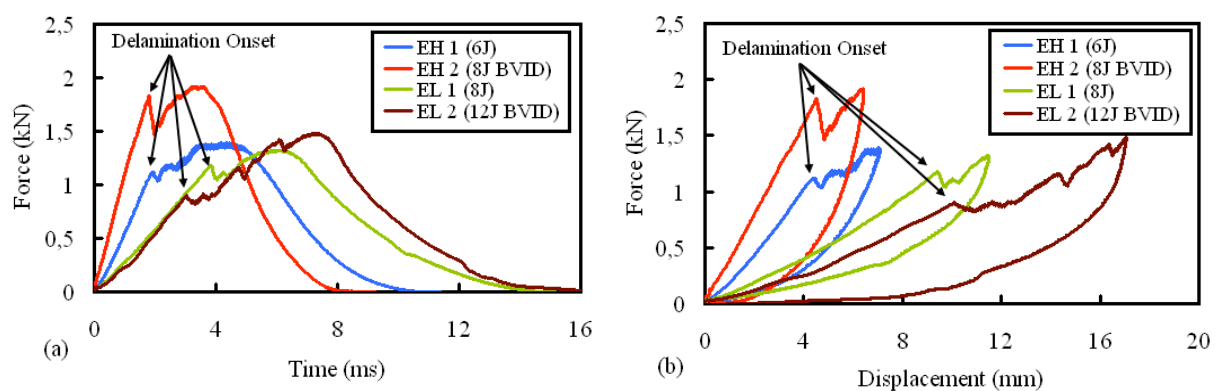 2,5
2
1,5
1
0,5
0
Force (kN)
Delamination Onset
EH 1 (6J)
EH 2 (8J BVID)
EL 1 (8J)
EL 2 (12J BVID)
0 4 8 12 16
(a)
Time (ms)
2,5
2
1,5
1
0,5
0
Force (kN)
Delamination Onset
EH 1 (6J)
EH 2 (8J BVID)
EL 1 (8J)
EL 2 (12J BVID)
0 4 8 12 16 20
(b)
Displacement (mm)